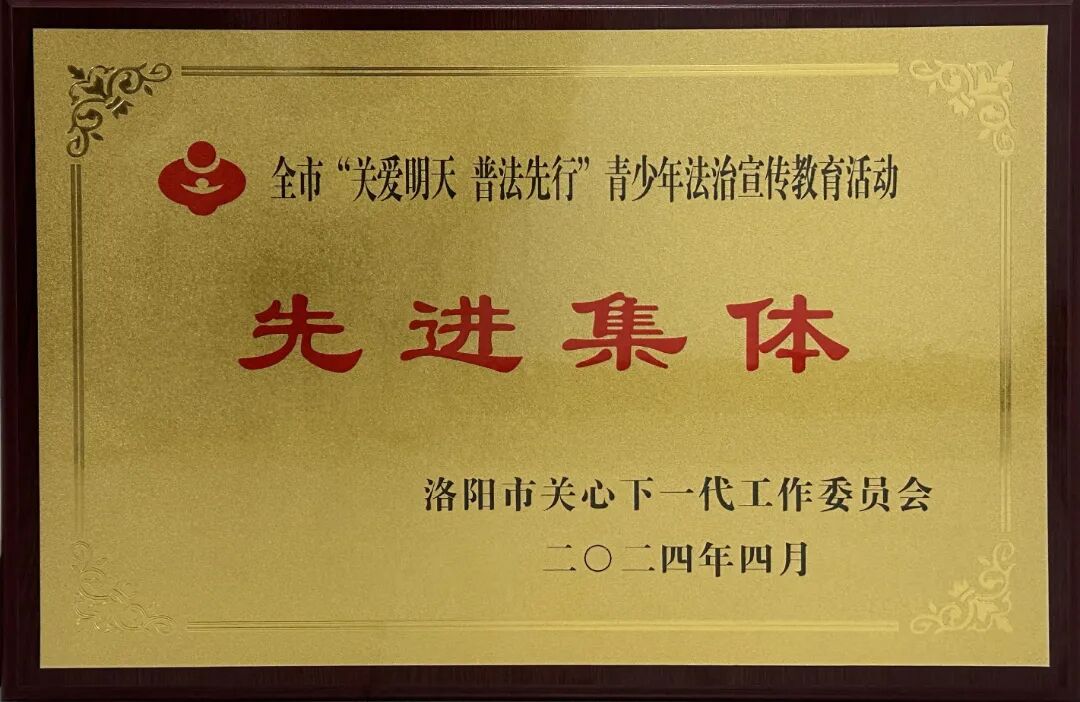 全市“关爱明天 普法先行”青少年法治宣传教育活动
先进集体
洛阳市关心下一代工作委员会
二〇二四年四月